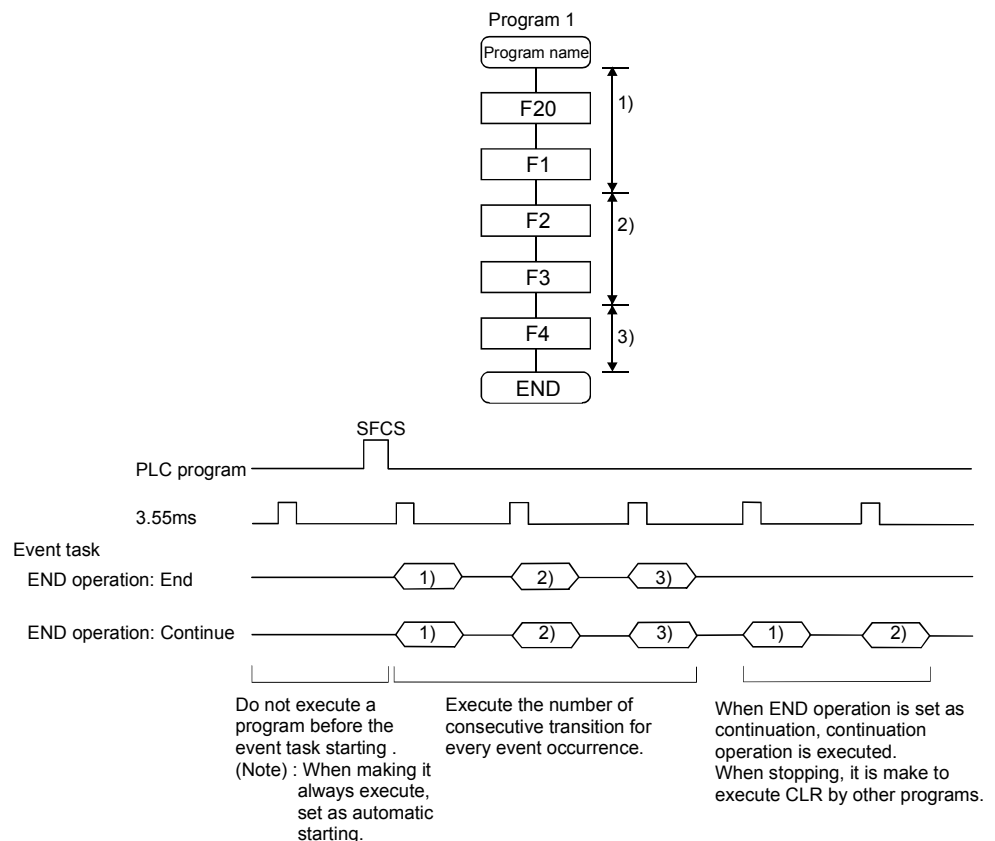 Program 1
Program name
F20
1)
F1
F2
2)
F3
F4
3)
END
SFCS
PLC program
3.55ms
Event task
END operation: End
1)
2)
3)
END operation: Continue
1)
2)
3)
1)
2)
Do not execute a
program before the
event task starting .
(Note) : When making it
always execute,
set as automatic
starting.
Execute the number of
consecutive transition for
every event occurrence.
When END operation is set as
continuation, continuation
operation is executed.
When stopping, it is make to
execute CLR by other programs.